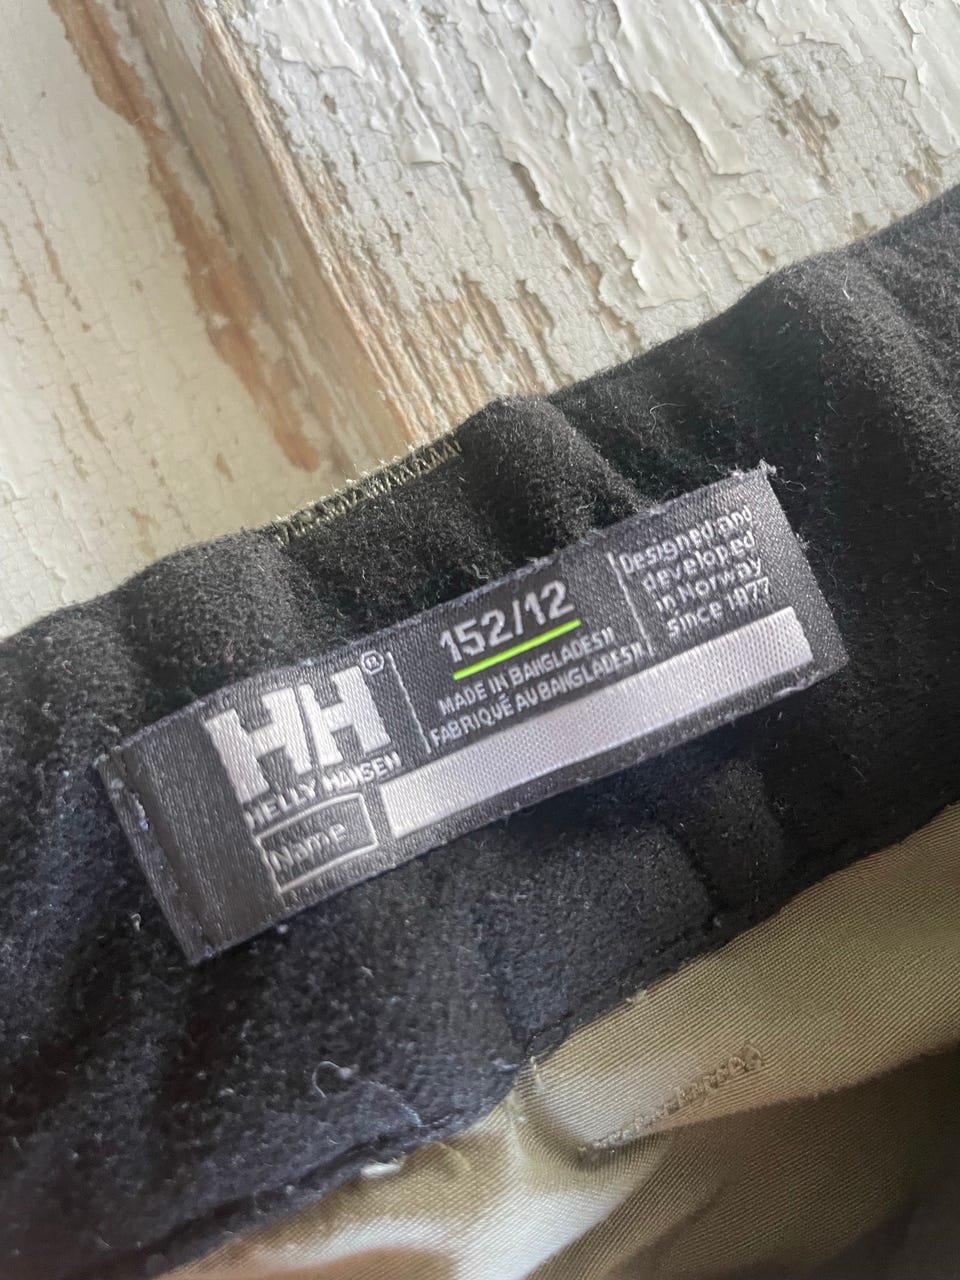 HH®
HELLY HANSEN
Name
152/12
MADE IN BANGLADESH
FABRIQUÉ AU BANGLADESH
Designed and
developed
in Norway
since 1877